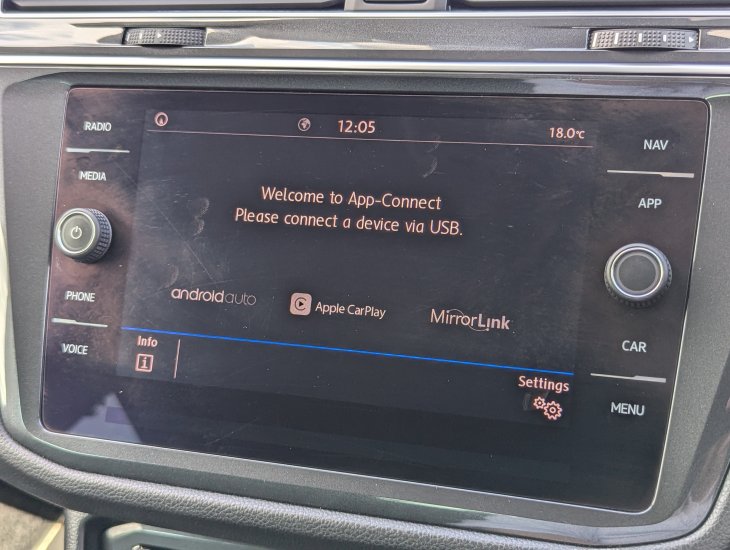 RADIO
MEDIA
PHONE
VOICE
12:05
18.0°C
Welcome to App-Connect
Please connect a device via USB.
androidauto
Apple CarPlay
MirrorLink
Info
i
Settings
NAV
APP
CAR
MENU